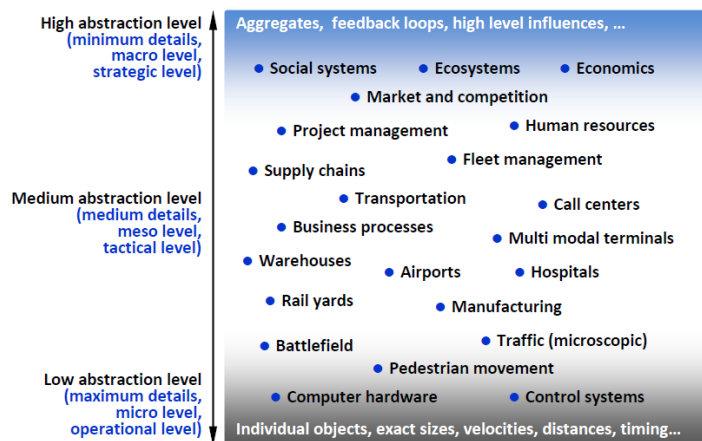 High abstraction level
(minimum details,
macro level,
strategic level)
Aggregates, feedback loops, high level influences, ...
Social systems
Ecosystems
Economics
Market and competition
Project management
Human resources
Supply chains
Fleet management
Medium abstraction level
(medium details,
meso level,
tactical level)
Transportation
Call centers
Business processes
Multi modal terminals
Warehouses
Airports
Hospitals
Rail yards
Manufacturing
Battlefield
Traffic (microscopic)
Pedestrian movement
Low abstraction level
(maximum details,
micro level,
operational level)
Computer hardware
Control systems
Individual objects, exact sizes, velocities, distances, timing...